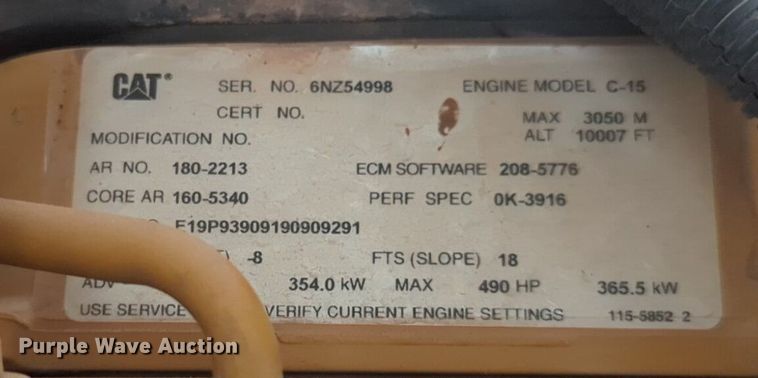 CAT® SER. NO. 6NZ54998 ENGINE MODEL C-15
CERT NO. MAX 3050 M
MODIFICATION NO. ALT 10007 FT
AR NO. 180-2213 ECM SOFTWARE 208-5776
CORE AR 160-5340 PERF SPEC 0K-3916
E19P93909190909291
-8 FTS (SLOPE) 18
ADV 354.0 kW MAX 490 HP 365.5 kW
USE SERVICE VERIFY CURRENT ENGINE SETTINGS 115-5852 2
Purple Wave Auction